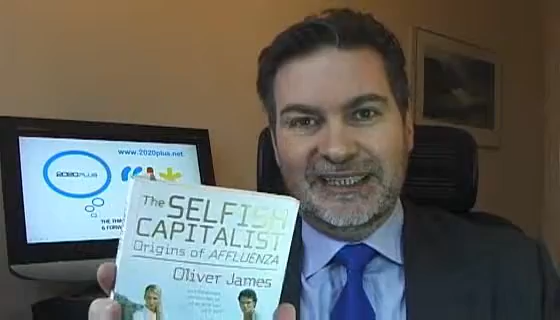 www.2020plus.net
2020PLUS
The
SELFISH
CAPITALIST
Origins of AFFLUENZA
Oliver James